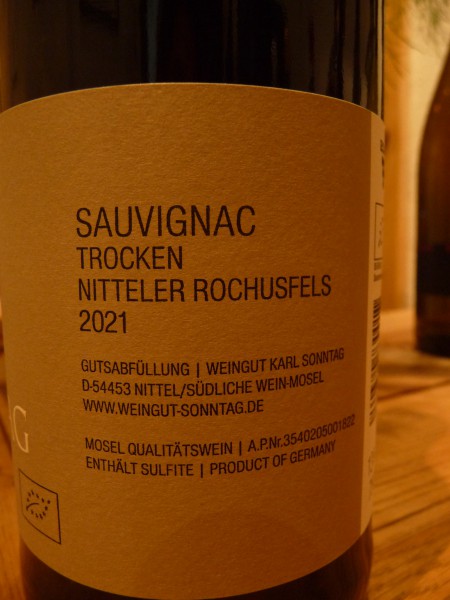 SAUVIGNAC
TROCKEN
NITTELER ROCHUSFELS
2021
GUTSABFÜLLUNG | WEINGUT KARL SONNTAG
D-54453 NITTEL/SÜDLICHE WEIN-MOSEL
WWW.WEINGUT-SONNTAG.DE
G
MOSEL QUALITÄTSWEIN | A.P.Nr.3540205001822
ENTHÄLT SULFITE | PRODUCT OF GERMANY